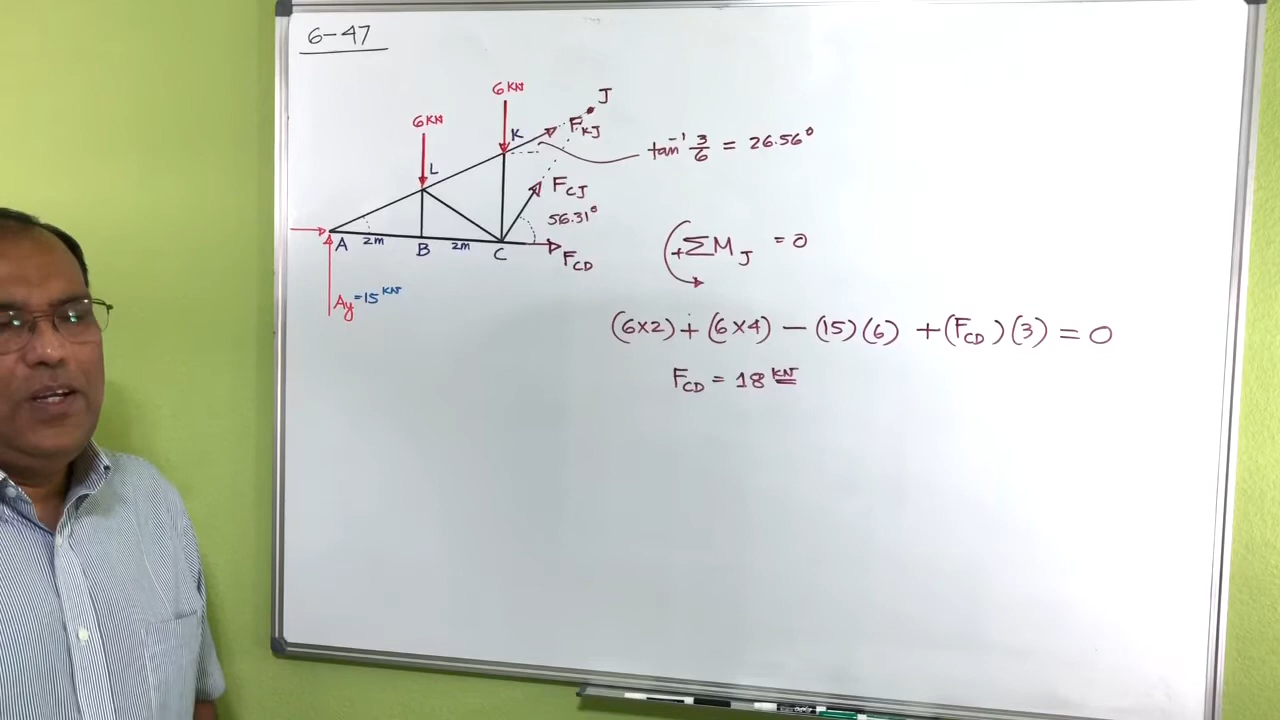 6-47
6 KN
6 KN
J
K
F_KJ
tan⁻¹ 3/6 = 26.56°
L
F_CJ
56.31°
A 2m B 2m C
F_CD
Ay = 15 KN
+ΣM_J = 0
(6×2) + (6×4) − (15)(6) + (F_CD)(3) = 0
F_CD = 18 KN